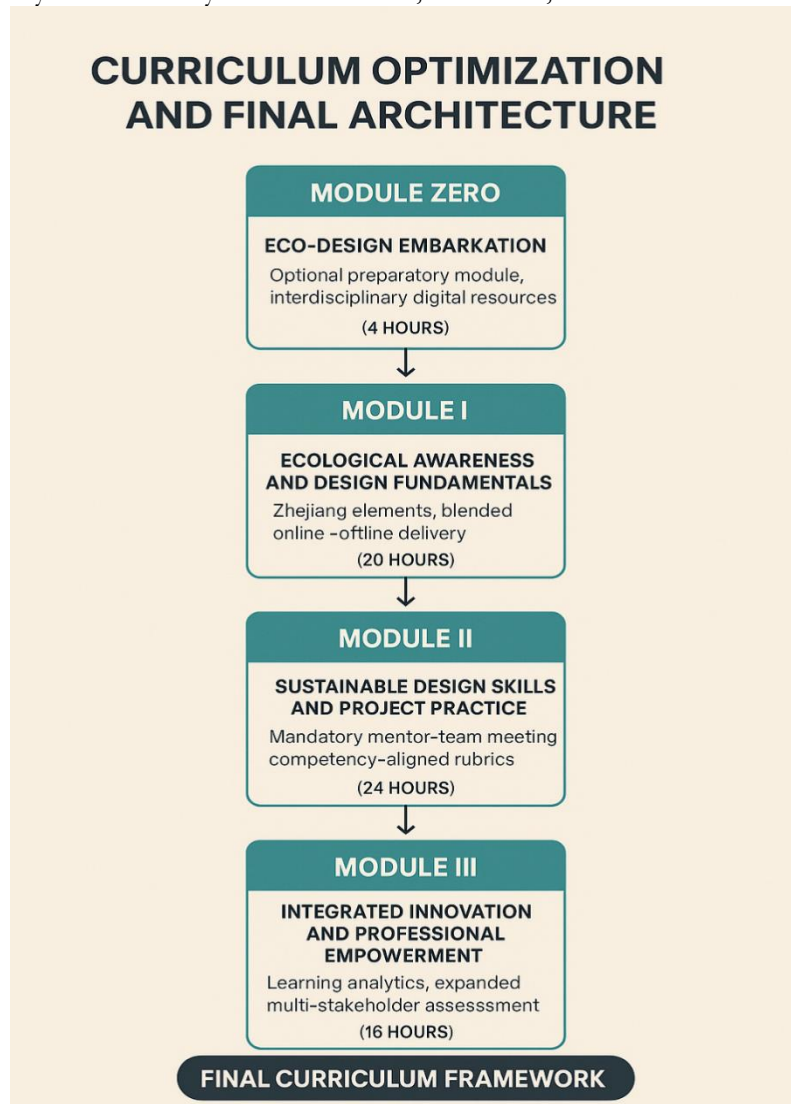 CURRICULUM OPTIMIZATION
AND FINAL ARCHITECTURE
MODULE ZERO
ECO-DESIGN EMBARKATION
Optional preparatory module,
interdisciplinary digital resources
(4 HOURS)
MODULE I
ECOLOGICAL AWARENESS
AND DESIGN FUNDAMENTALS
Zhejiang elements, blended
online -oftline delivery
(20 HOURS)
MODULE II
SUSTAINABLE DESIGN SKILLS
AND PROJECT PRACTICE
Mandatory mentor-team meeting
competency-aligned rubrics
(24 HOURS)
MODULE III
INTEGRATED INNOVATION
AND PROFESSIONAL
EMPOWERMENT
Learning analytics, expanded
multi-stakeholder assesssment
(16 HOURS)
FINAL CURRICULUM FRAMEWORK